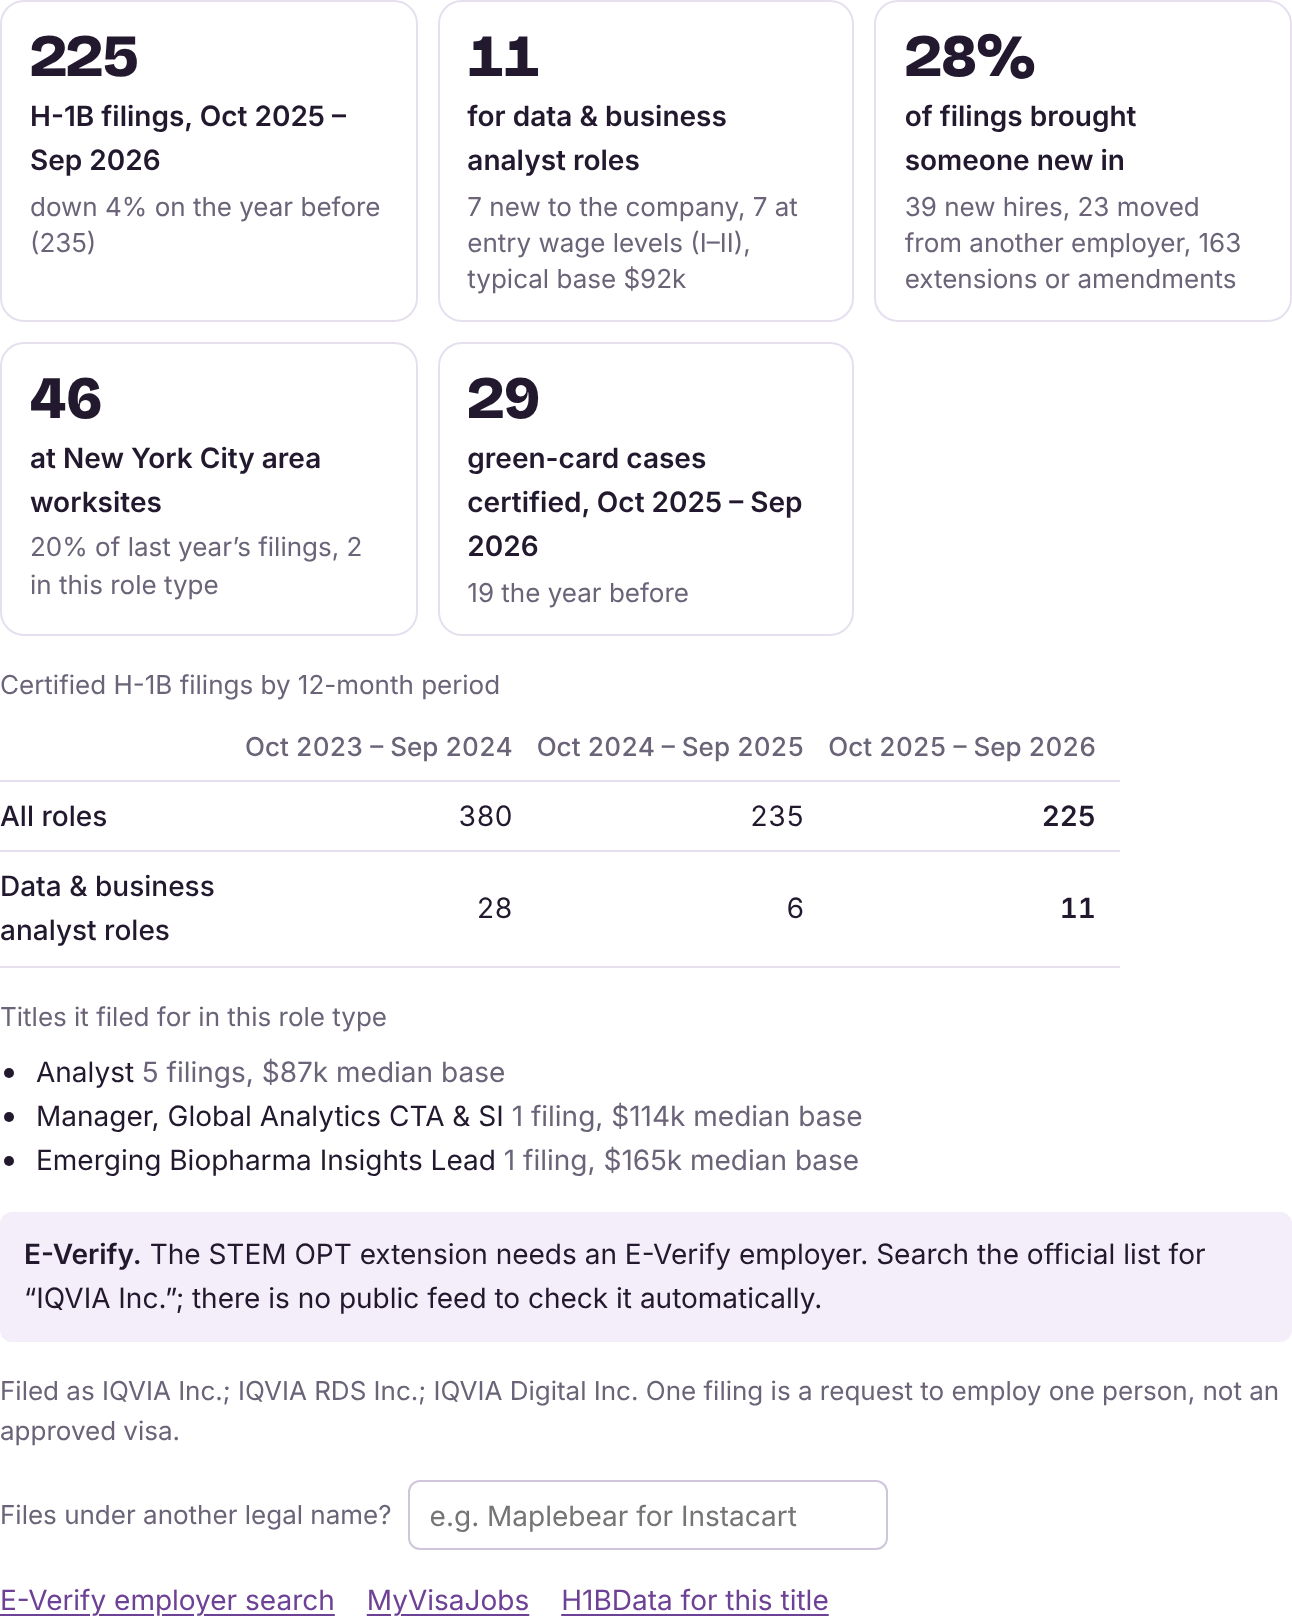 225
H-1B filings, Oct 2025 –
Sep 2026
down 4% on the year before
(235)
11
for data & business
analyst roles
7 new to the company, 7 at
entry wage levels (I–II),
typical base $92k
28%
of filings brought
someone new in
39 new hires, 23 moved
from another employer, 163
extensions or amendments
46
at New York City area
worksites
20% of last year’s filings, 2
in this role type
29
green-card cases
certified, Oct 2025 – Sep
2026
19 the year before
Certified H-1B filings by 12-month period
Oct 2023 – Sep 2024 Oct 2024 – Sep 2025 Oct 2025 – Sep 2026
All roles 380 235 225
Data & business
analyst roles 28 6 11
Titles it filed for in this role type
• Analyst 5 filings, $87k median base
• Manager, Global Analytics CTA & SI 1 filing, $114k median base
• Emerging Biopharma Insights Lead 1 filing, $165k median base
E-Verify. The STEM OPT extension needs an E-Verify employer. Search the official list for
“IQVIA Inc.”; there is no public feed to check it automatically.
Filed as IQVIA Inc.; IQVIA RDS Inc.; IQVIA Digital Inc. One filing is a request to employ one person, not an
approved visa.
Files under another legal name? e.g. Maplebear for Instacart
E-Verify employer search MyVisaJobs H1BData for this title